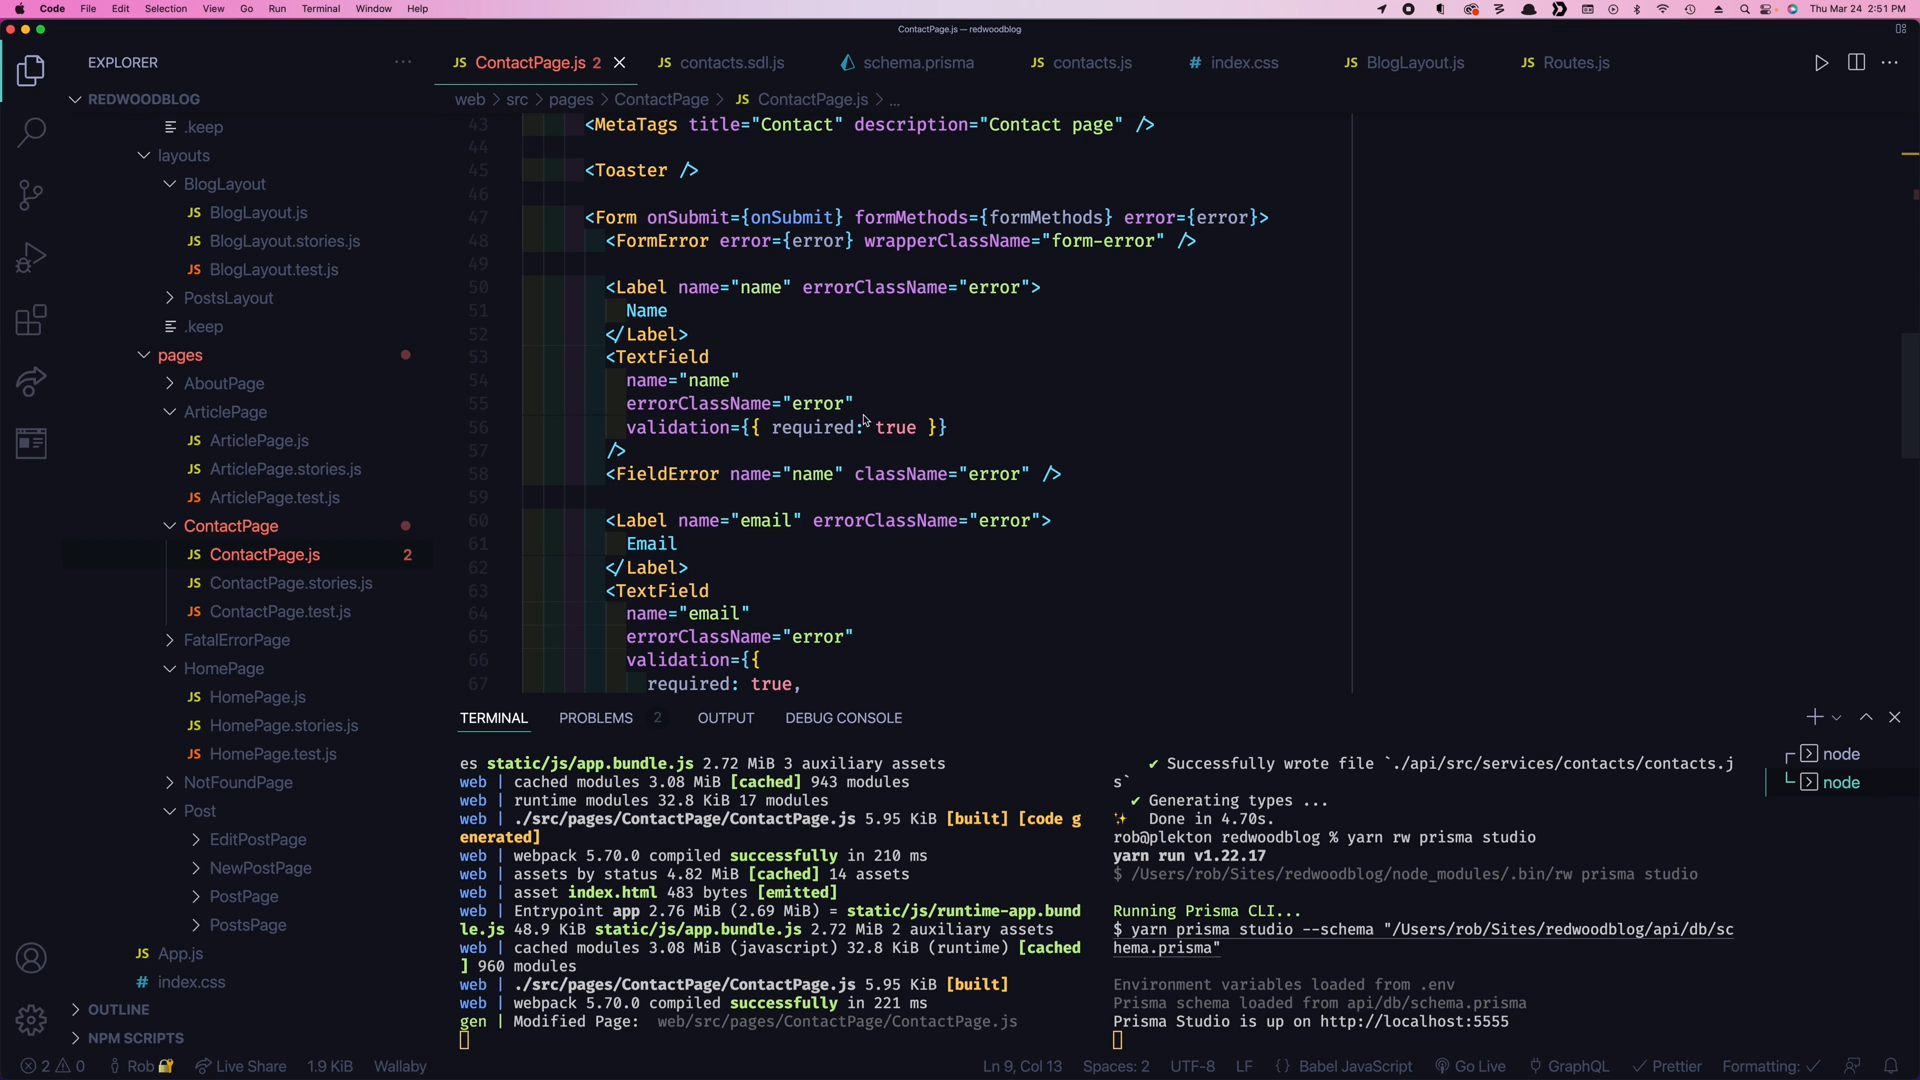 Code File Edit Selection View Go Run Terminal Window Help Thu Mar 24 2:51 PM
ContactPage.js — redwoodblog
EXPLORER
REDWOODBLOG
.keep
layouts
BlogLayout
JS BlogLayout.js
JS BlogLayout.stories.js
JS BlogLayout.test.js
PostsLayout
.keep
pages
AboutPage
ArticlePage
JS ArticlePage.js
JS ArticlePage.stories.js
JS ArticlePage.test.js
ContactPage
JS ContactPage.js 2
JS ContactPage.stories.js
JS ContactPage.test.js
FatalErrorPage
HomePage
JS HomePage.js
JS HomePage.stories.js
JS HomePage.test.js
NotFoundPage
Post
EditPostPage
NewPostPage
PostPage
PostsPage
JS App.js
# index.css
OUTLINE
NPM SCRIPTS
JS ContactPage.js 2 JS contacts.sdl.js schema.prisma JS contacts.js # index.css JS BlogLayout.js JS Routes.js
web > src > pages > ContactPage > JS ContactPage.js > ...
43 <MetaTags title="Contact" description="Contact page" />
44
45 <Toaster />
46
47 <Form onSubmit={onSubmit} formMethods={formMethods} error={error}>
48 <FormError error={error} wrapperClassName="form-error" />
49
50 <Label name="name" errorClassName="error">
51 Name
52 </Label>
53 <TextField
54 name="name"
55 errorClassName="error"
56 validation={{ required: true }}
57 />
58 <FieldError name="name" className="error" />
59
60 <Label name="email" errorClassName="error">
61 Email
62 </Label>
63 <TextField
64 name="email"
65 errorClassName="error"
66 validation={{
67 required: true,
TERMINAL PROBLEMS 2 OUTPUT DEBUG CONSOLE
es static/js/app.bundle.js 2.72 MiB 3 auxiliary assets
web | cached modules 3.08 MiB [cached] 943 modules
web | runtime modules 32.8 KiB 17 modules
web | ./src/pages/ContactPage/ContactPage.js 5.95 KiB [built] [code g
enerated]
web | webpack 5.70.0 compiled successfully in 210 ms
web | assets by status 4.82 MiB [cached] 14 assets
web | asset index.html 483 bytes [emitted]
web | Entrypoint app 2.76 MiB (2.69 MiB) = static/js/runtime-app.bund
le.js 48.9 KiB static/js/app.bundle.js 2.72 MiB 2 auxiliary assets
web | cached modules 3.08 MiB (javascript) 32.8 KiB (runtime) [cached
] 960 modules
web | ./src/pages/ContactPage/ContactPage.js 5.95 KiB [built]
web | webpack 5.70.0 compiled successfully in 221 ms
gen | Modified Page: web/src/pages/ContactPage/ContactPage.js
✔ Successfully wrote file `./api/src/services/contacts/contacts.j
s`
✔ Generating types ...
✨ Done in 4.70s.
rob@plekton redwoodblog % yarn rw prisma studio
yarn run v1.22.17
$ /Users/rob/Sites/redwoodblog/node_modules/.bin/rw prisma studio
Running Prisma CLI...
$ yarn prisma studio --schema "/Users/rob/Sites/redwoodblog/api/db/sc
hema.prisma"
Environment variables loaded from .env
Prisma schema loaded from api/db/schema.prisma
Prisma Studio is up on http://localhost:5555
node
node
2 0 Rob Live Share 1.9 KiB Wallaby Ln 9, Col 13 Spaces: 2 UTF-8 LF {} Babel JavaScript Go Live GraphQL Prettier Formatting: